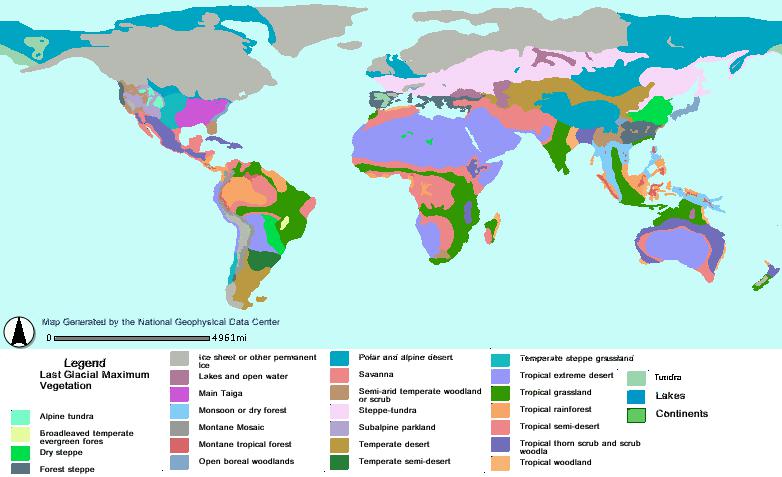 Map Generated by the National Geophysical Data Center
0 4961mi
Legend
Last Glacial Maximum
Vegetation
Alpine tundra
Broadleaved temperate
evergreen fores
Dry steppe
Forest steppe
Ice sheet or other permanent
ice
Lakes and open water
Main Taiga
Monsoon or dry forest
Montane Mosaic
Montane tropical forest
Open boreal woodlands
Polar and alpine desert
Savanna
Semi-arid temperate woodland
or scrub
Steppe-tundra
Subalpine parkland
Temperate desert
Temperate semi-desert
Temperate steppe grassland
Tropical extreme desert
Tropical grassland
Tropical rainforest
Tropical semi-desert
Tropical thorn scrub and scrub
woodla
Tropical woodland
Tundra
Lakes
Continents